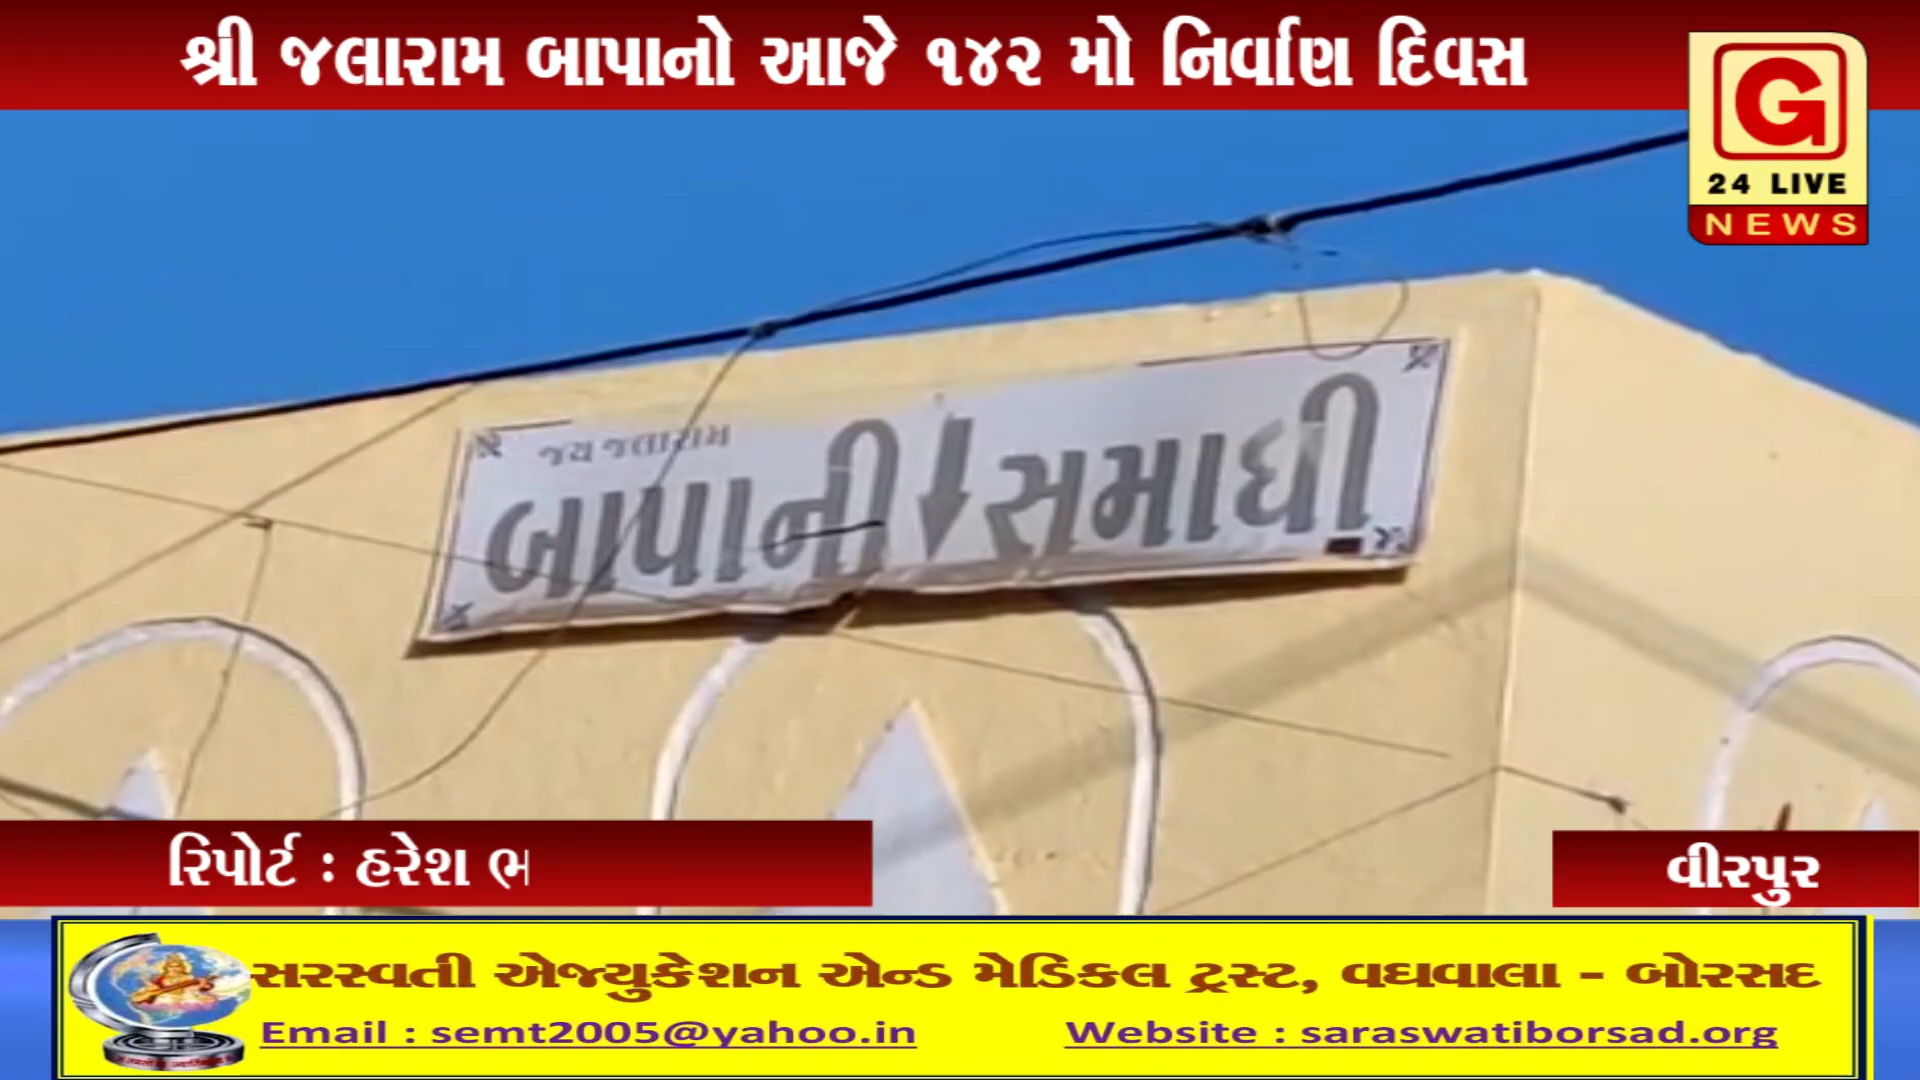 શ્રી જલારામ બાપાનો આજે ૧૪૨ મો નિર્વાણ દિવસ
G
24 LIVE
NEWS
જય જલારામ
બાપાની સમાધી
રિપોર્ટ : હરેશ ભ
વીરપુર
સરસ્વતી એજ્યુકેશન એન્ડ મેડિકલ ટ્રસ્ટ, વઘવાલા - બોરસદ
Email : semt2005@yahoo.in Website : saraswatiborsad.org